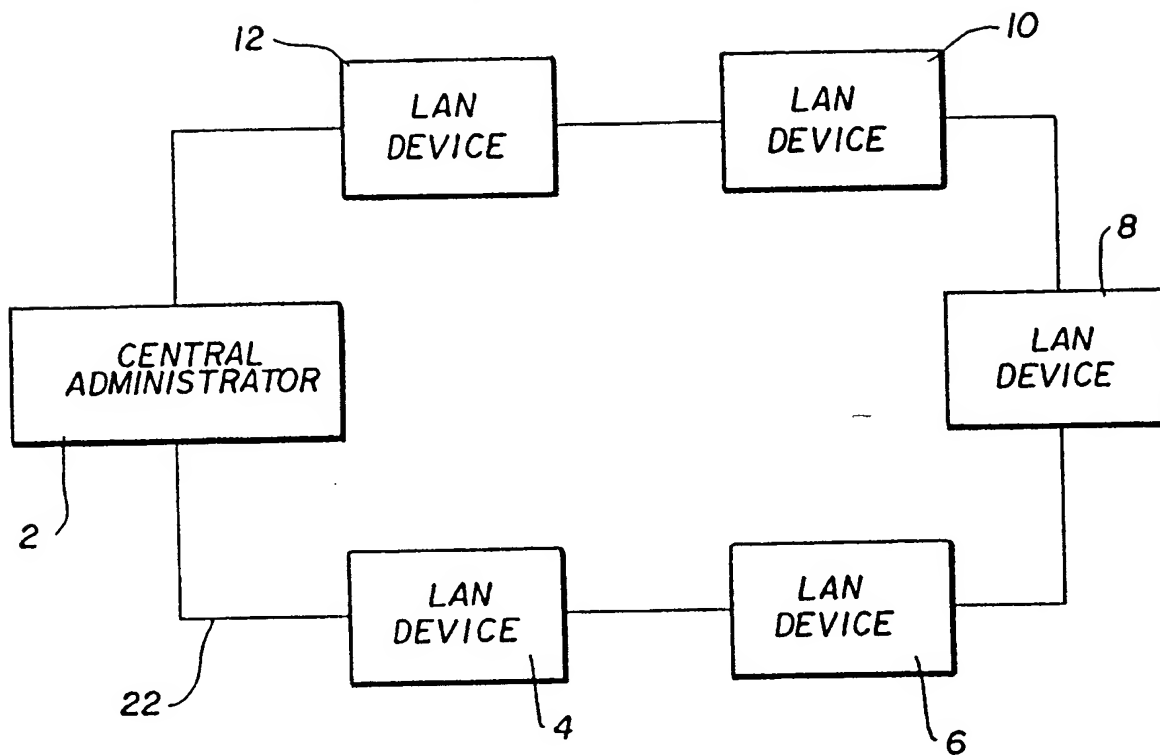 12
10
LAN
DEVICE
LAN
DEVICE
8
CENTRAL
ADMINISTRATOR
LAN
DEVICE
2
LAN
DEVICE
LAN
DEVICE
22
4
6